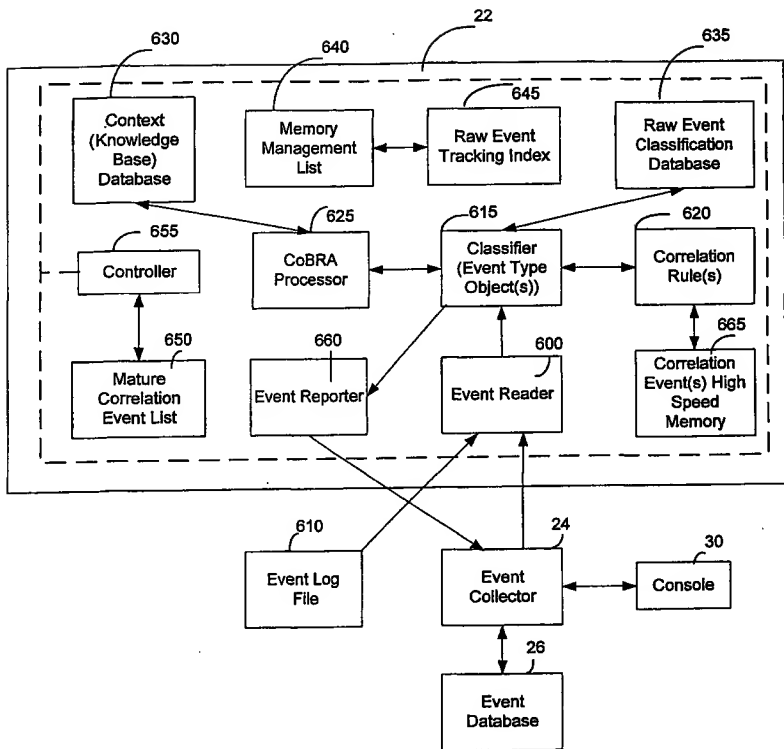 630
640
22
635
645
Context
(Knowledge
Base)
Database
Memory
Management
List
Raw Event
Tracking Index
Raw Event
Classification
Database
655
625
615
620
Controller
CoBRA
Processor
Classifier
(Event Type
Object(s))
Correlation
Rule(s)
650
660
600
665
Mature
Correlation
Event List
Event Reporter
Event Reader
Correlation
Event(s) High
Speed
Memory
610
24
30
Event Log
File
Event
Collector
Console
26
Event
Database